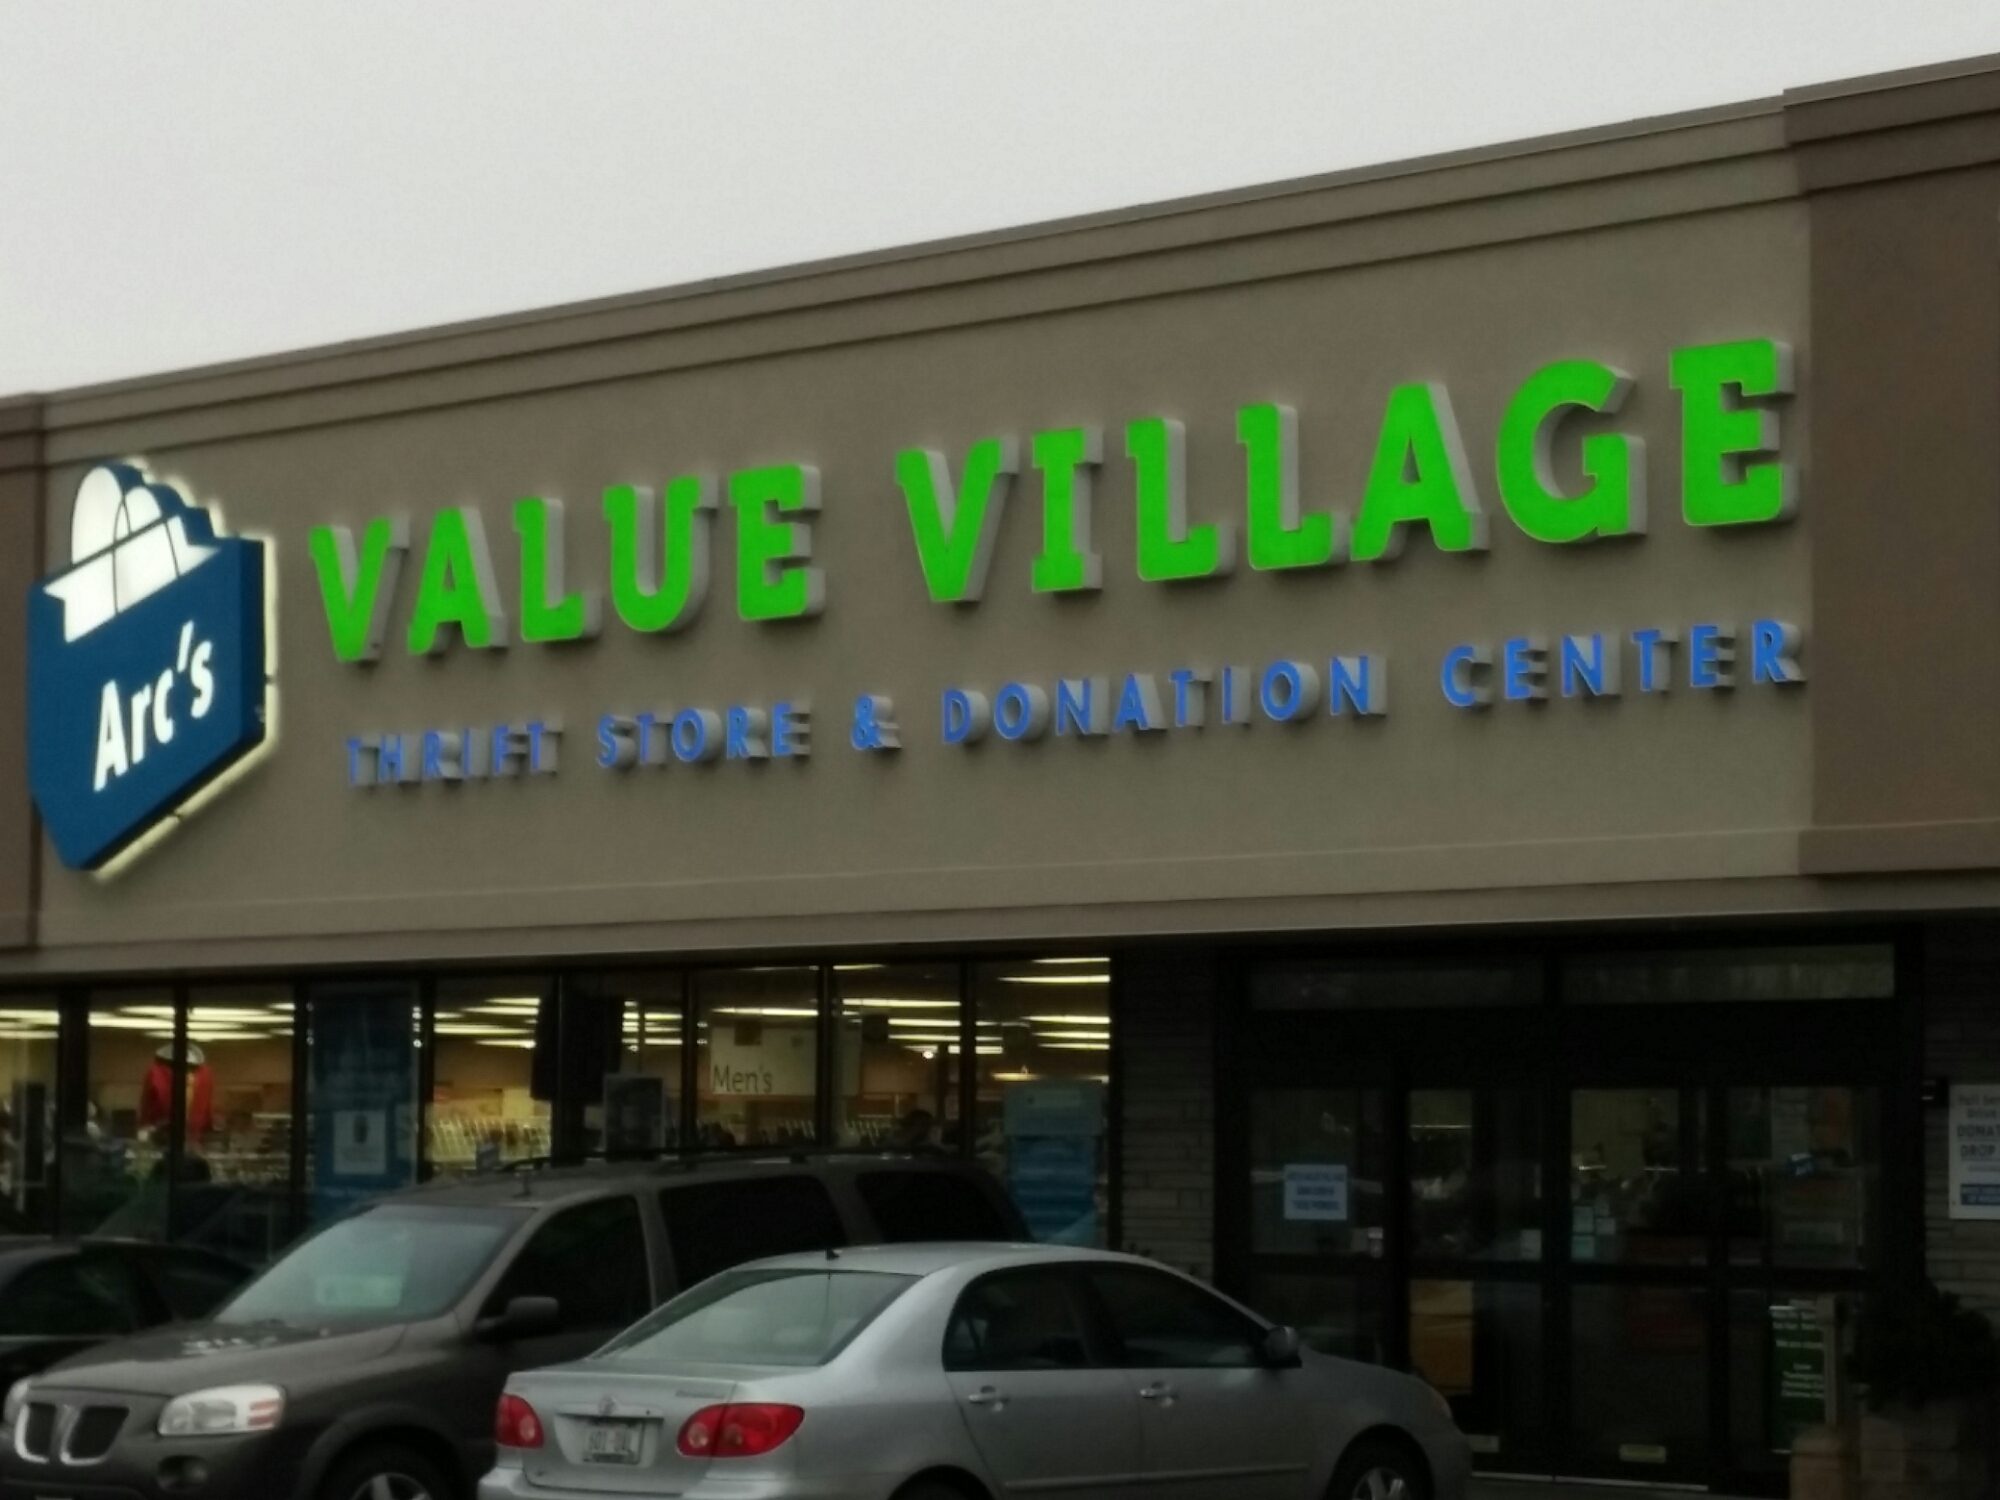 Arc's
VALUE VILLAGE
THRIFT STORE & DONATION CENTER
Men's